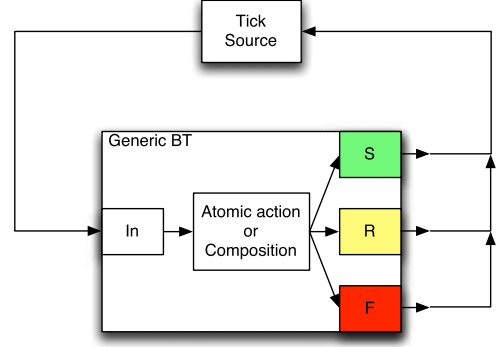 Tick
Source
Generic BT
S
In
Atomic action
or
Composition
R
F